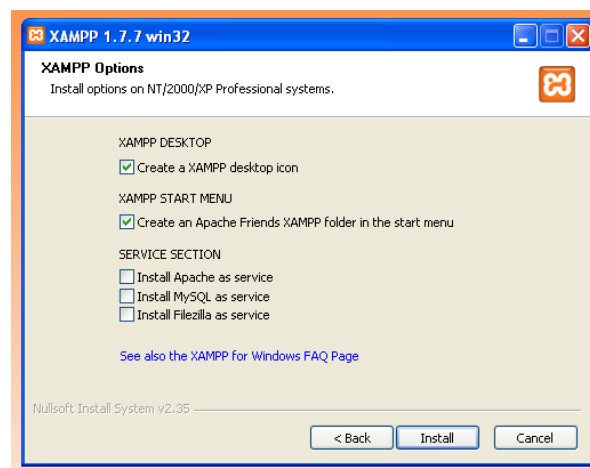 XAMPP 1.7.7 win32
XAMPP Options
Install options on NT/2000/XP Professional systems.
XAMPP DESKTOP
Create a XAMPP desktop icon
XAMPP START MENU
Create an Apache Friends XAMPP folder in the start menu
SERVICE SECTION
Install Apache as service
Install MySQL as service
Install Filezilla as service
See also the XAMPP for Windows FAQ Page
Nullsoft Install System v2.35
< Back Install Cancel